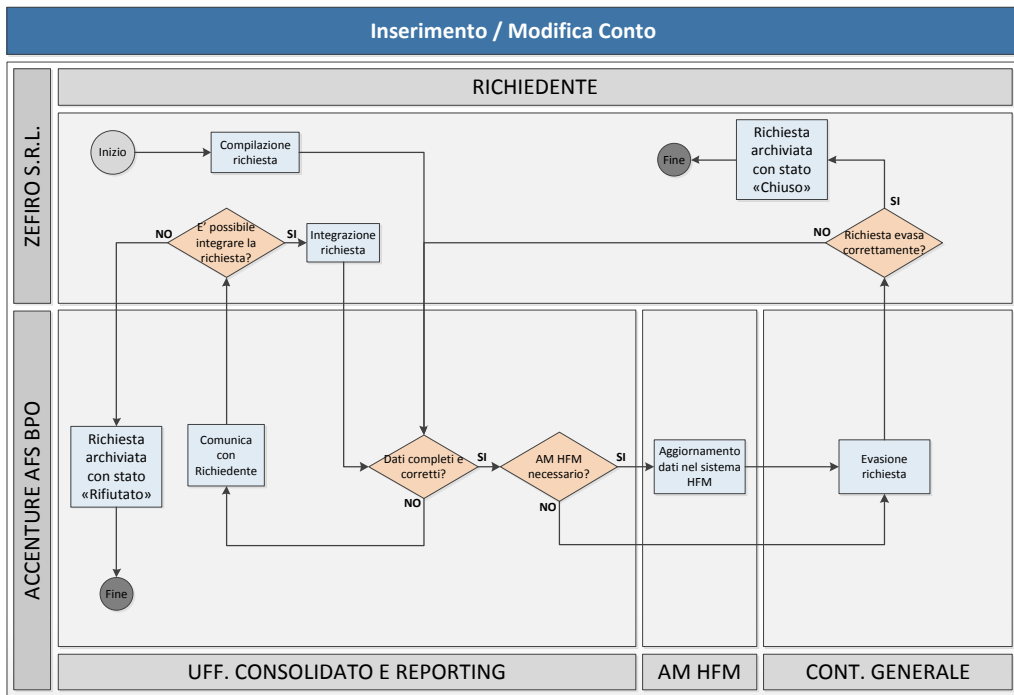 Inserimento / Modifica Conto
ZEFIRO S.R.L.
RICHIEDENTE
Inizio
Compilazione
richiesta
Fine
Richiesta
archiviata
con stato
«Chiuso»
SI
NO
E' possibile
integrare la
richiesta?
SI
Integrazione
richiesta
NO
Richiesta evasa
correttamente?
ACCENTURE AFS BPO
Richiesta
archiviata
con stato
«Rifiutato»
Comunica
con
Richiedente
Dati completi e
corretti?
SI
NO
AM HFM
necessario?
SI
NO
Aggiornamento
dati nel sistema
HFM
Evasione
richiesta
Fine
UFF. CONSOLIDATO E REPORTING
AM HFM
CONT. GENERALE